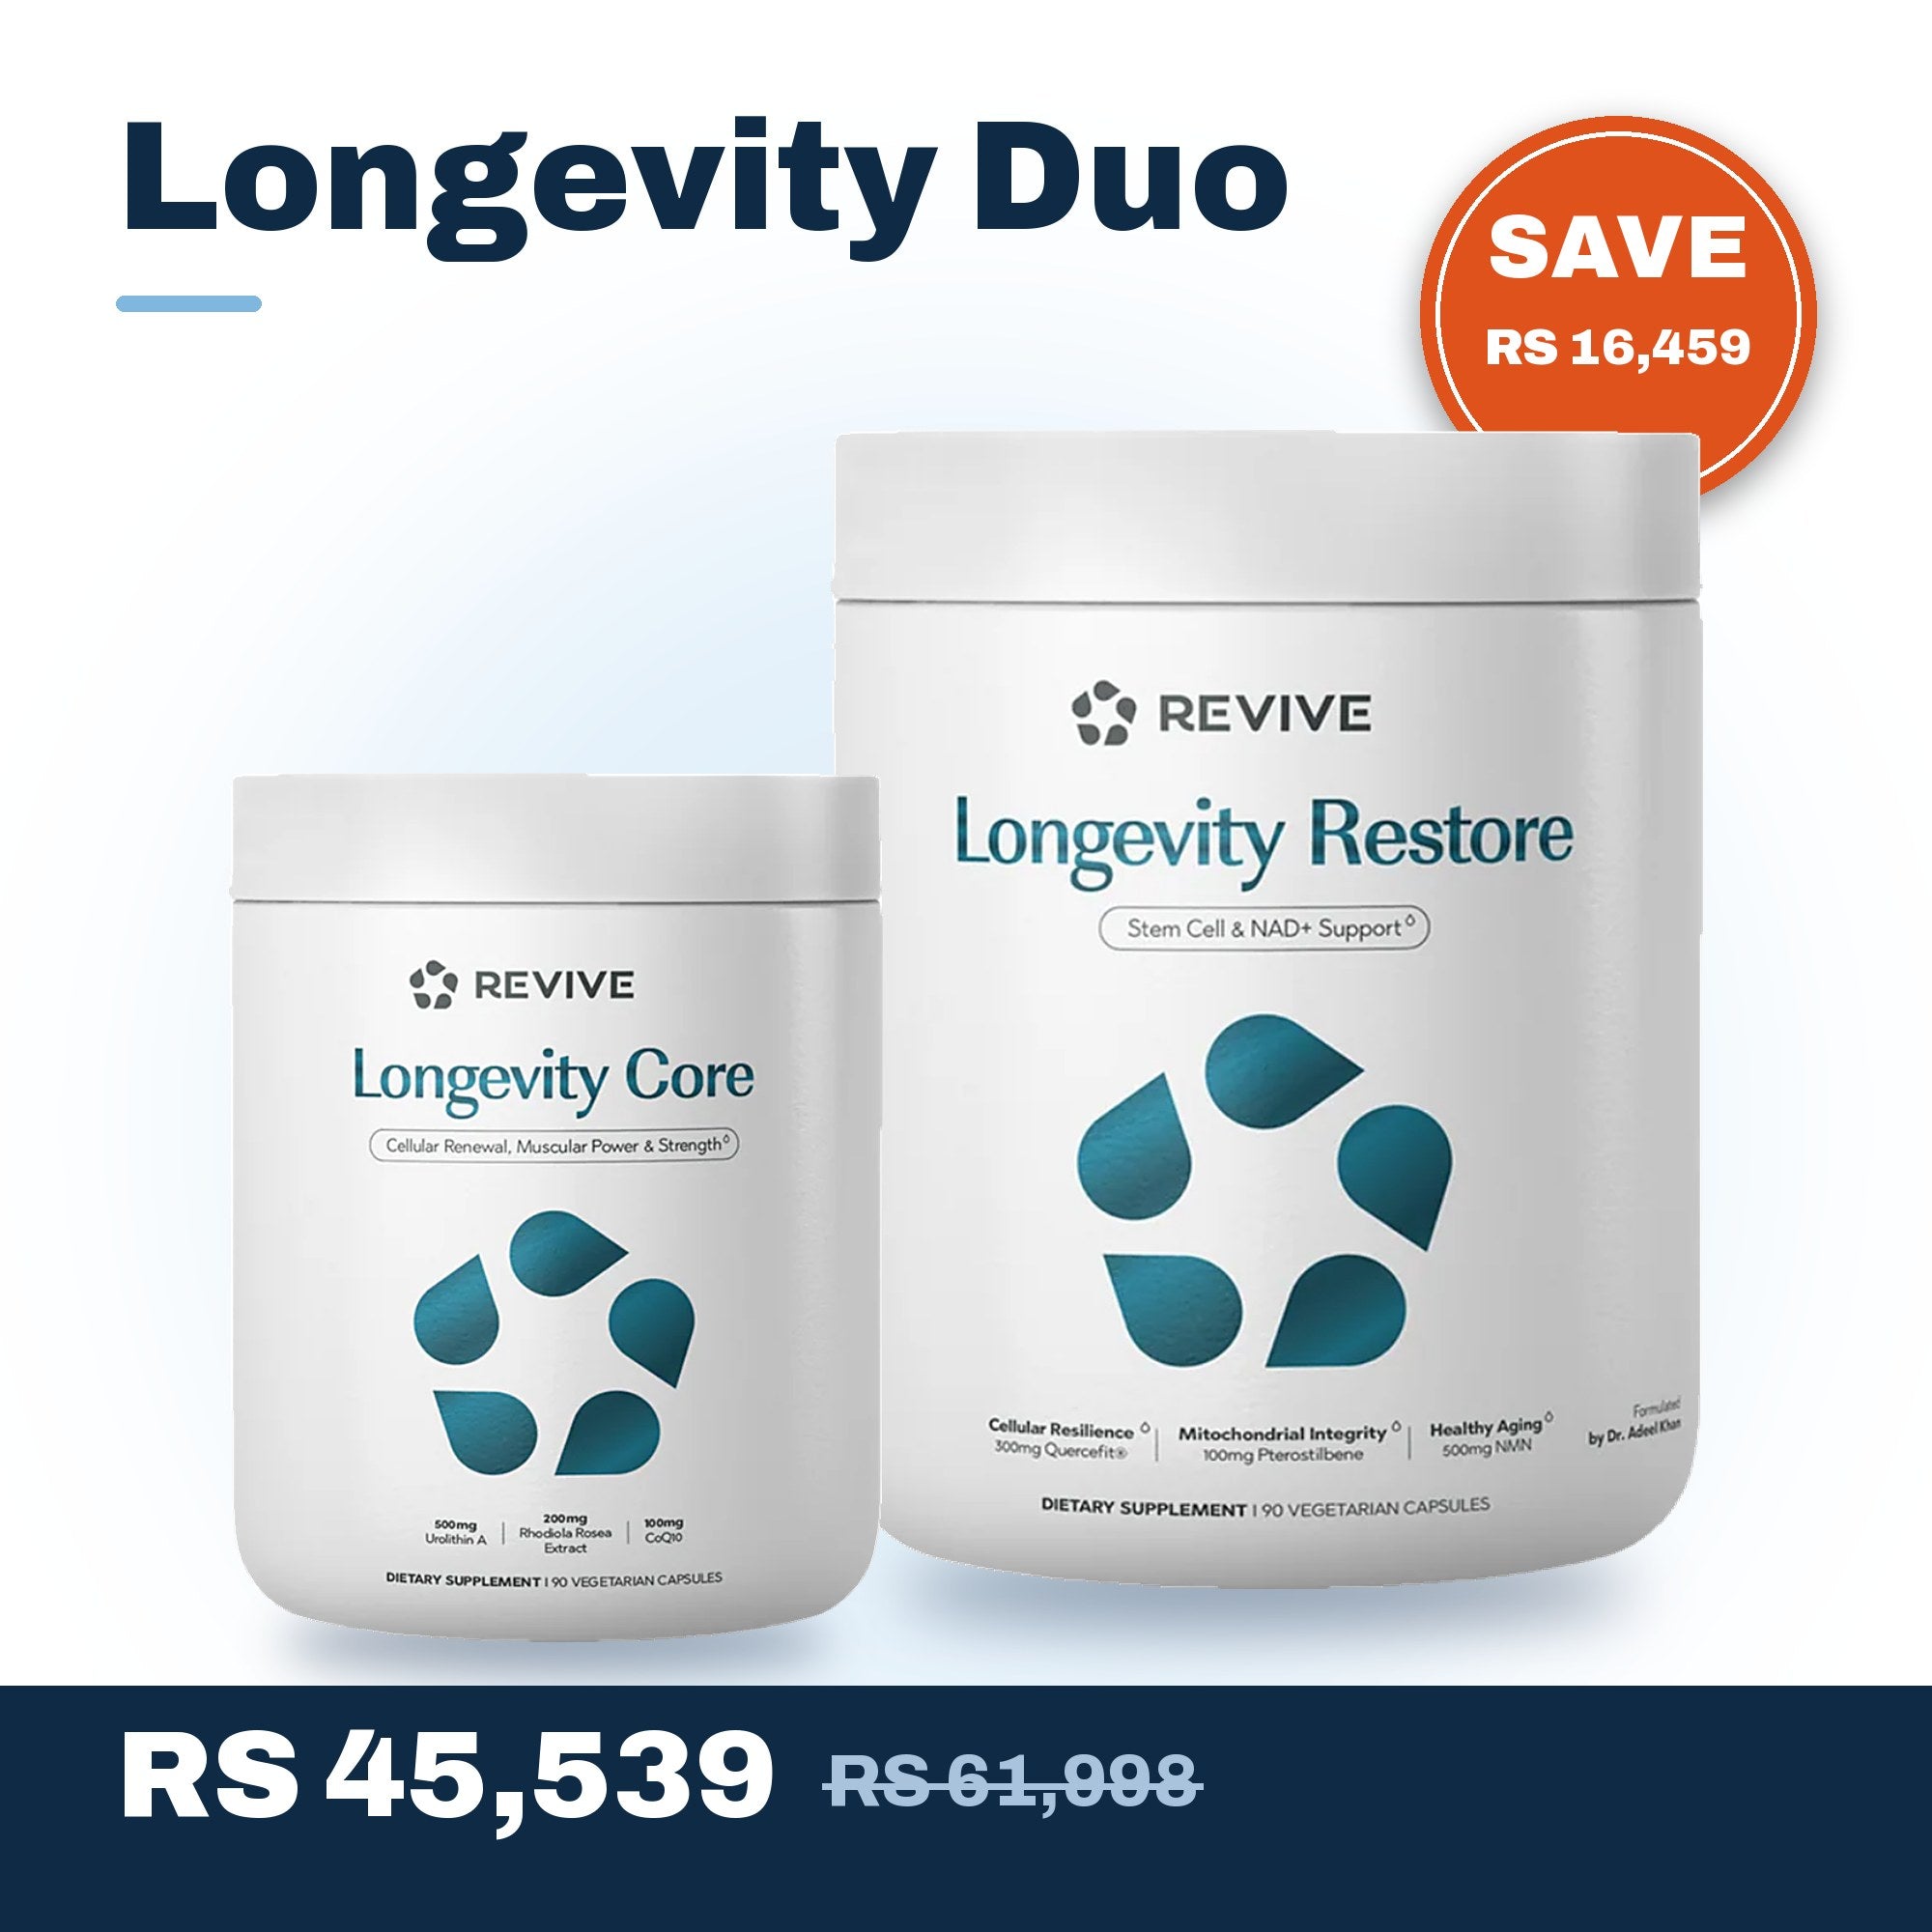 Longevity Duo
SAVE
RS 16,459
REVIVE
Longevity Restore
Stem Cell & NAD+ Support◊
Cellular Resilience ◊ | Mitochondrial Integrity ◊ | Healthy Aging ◊
300mg Quercefit® | 100mg Pterostilbene | 500mg NMN
Formulated
by Dr. Adeel Khan
DIETARY SUPPLEMENT | 90 VEGETARIAN CAPSULES
REVIVE
Longevity Core
Cellular Renewal, Muscular Power & Strength◊
500mg | 200mg | 100mg
Urolithin A | Rhodiola Rosea | CoQ10
Extract
DIETARY SUPPLEMENT | 90 VEGETARIAN CAPSULES
RS 45,539 RS 61,998